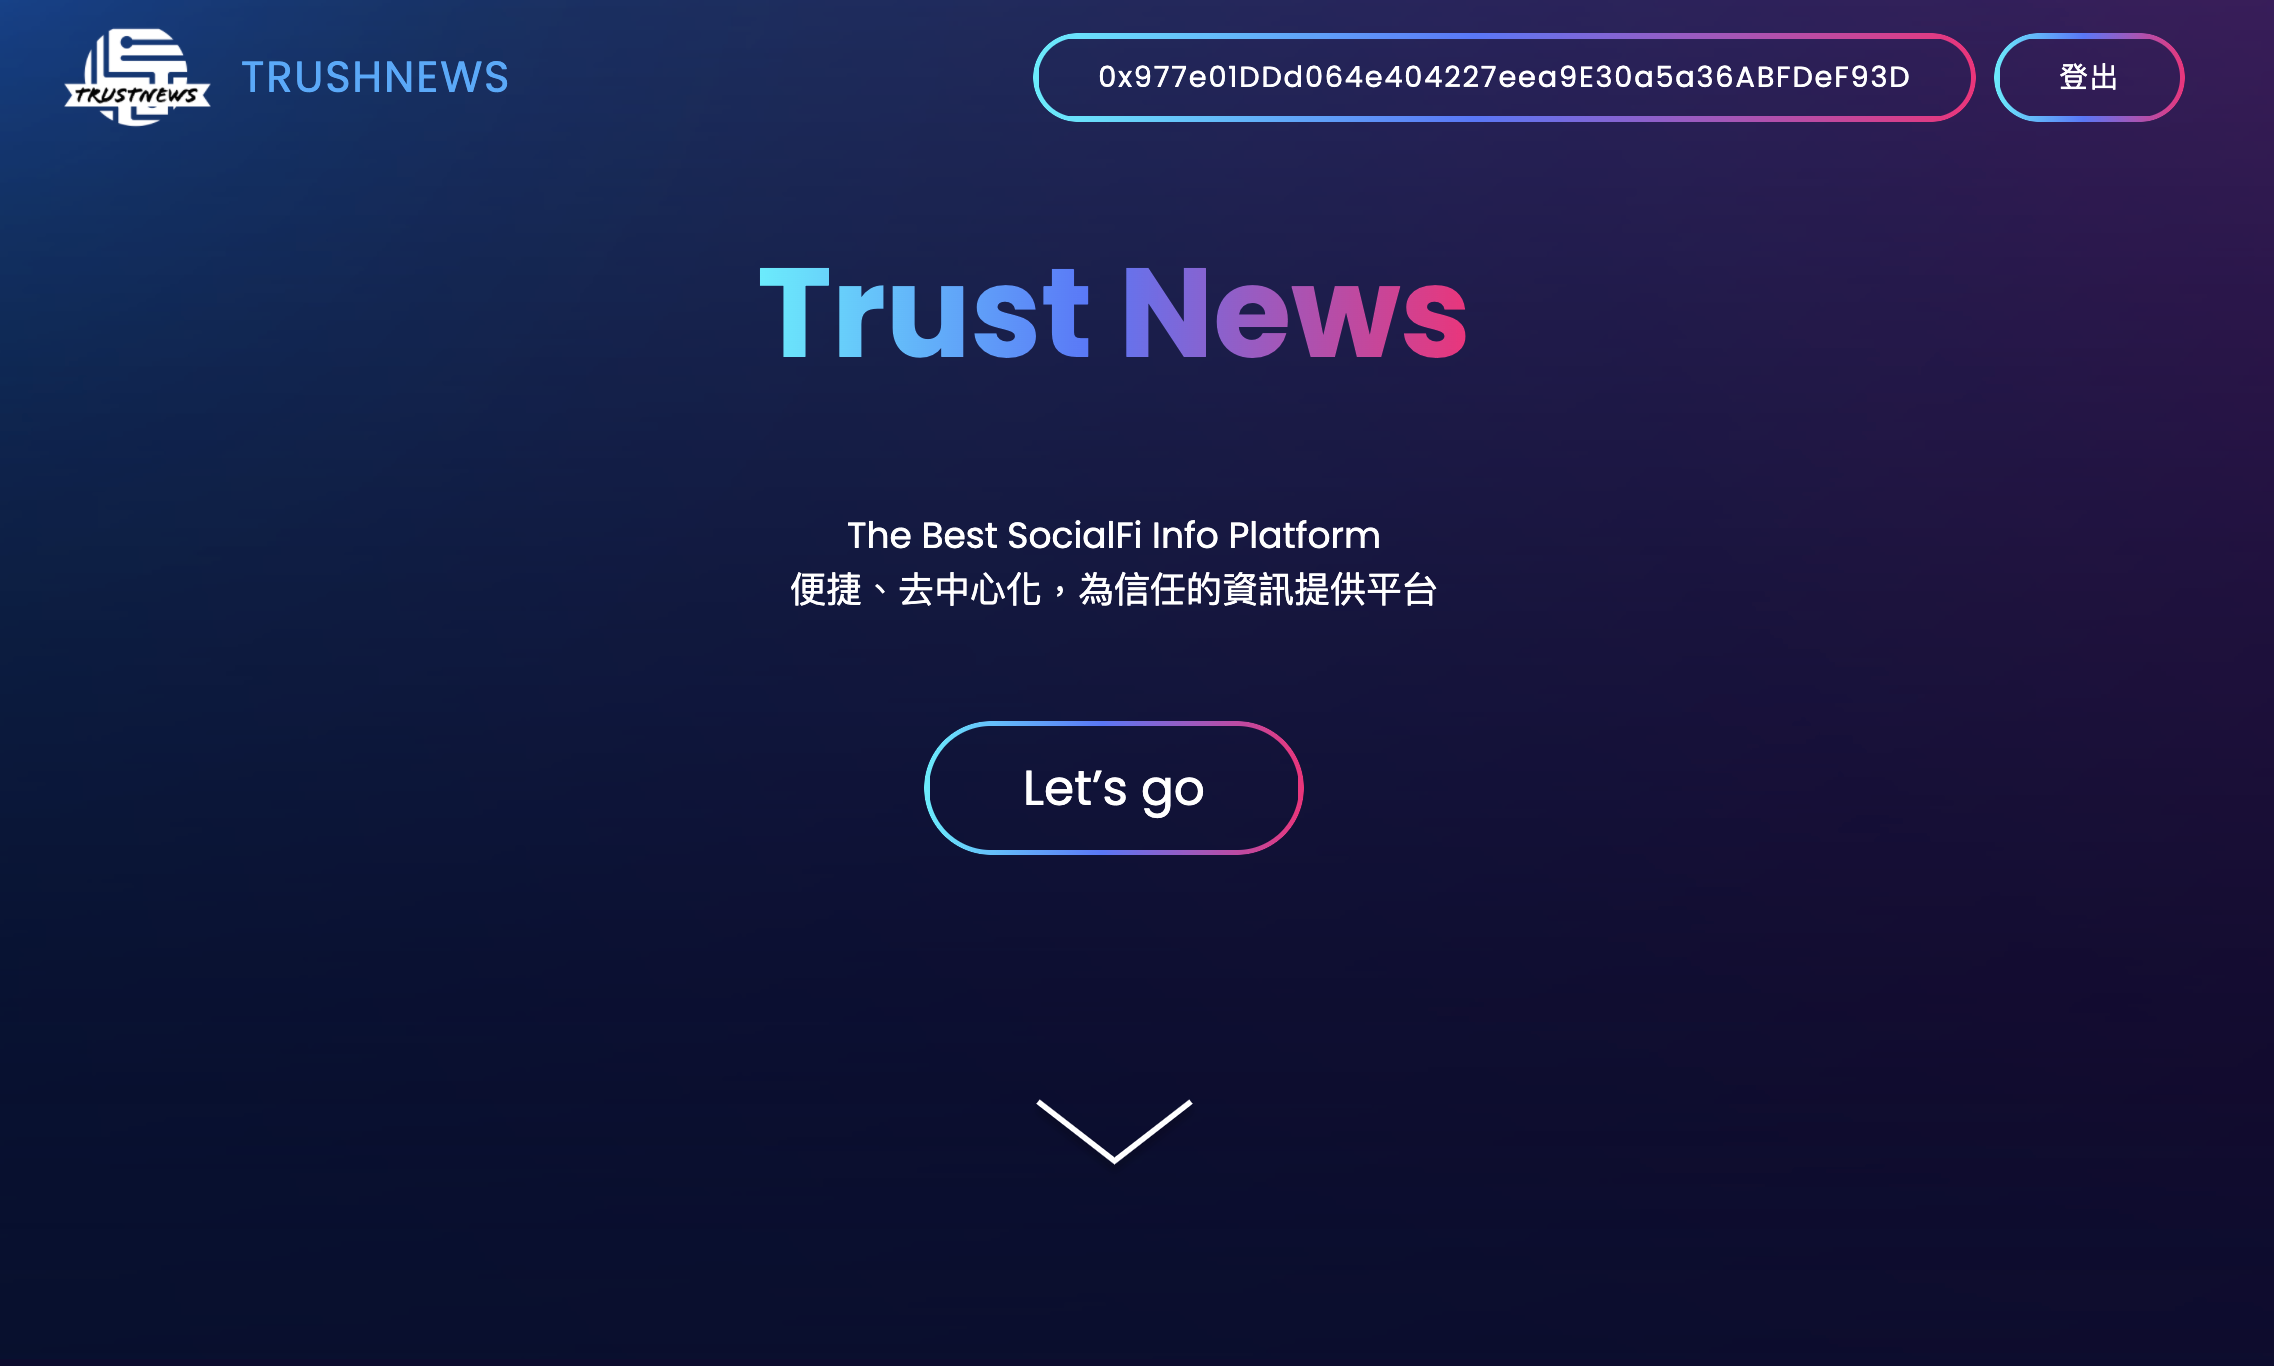 TRUSTNEWS
TRUSHNEWS
0x977e01DDd064e404227eea9E30a5a36ABFDeF93D
登出
Trust News
The Best SocialFi Info Platform
便捷、去中心化，為信任的資訊提供平台
Let’s go